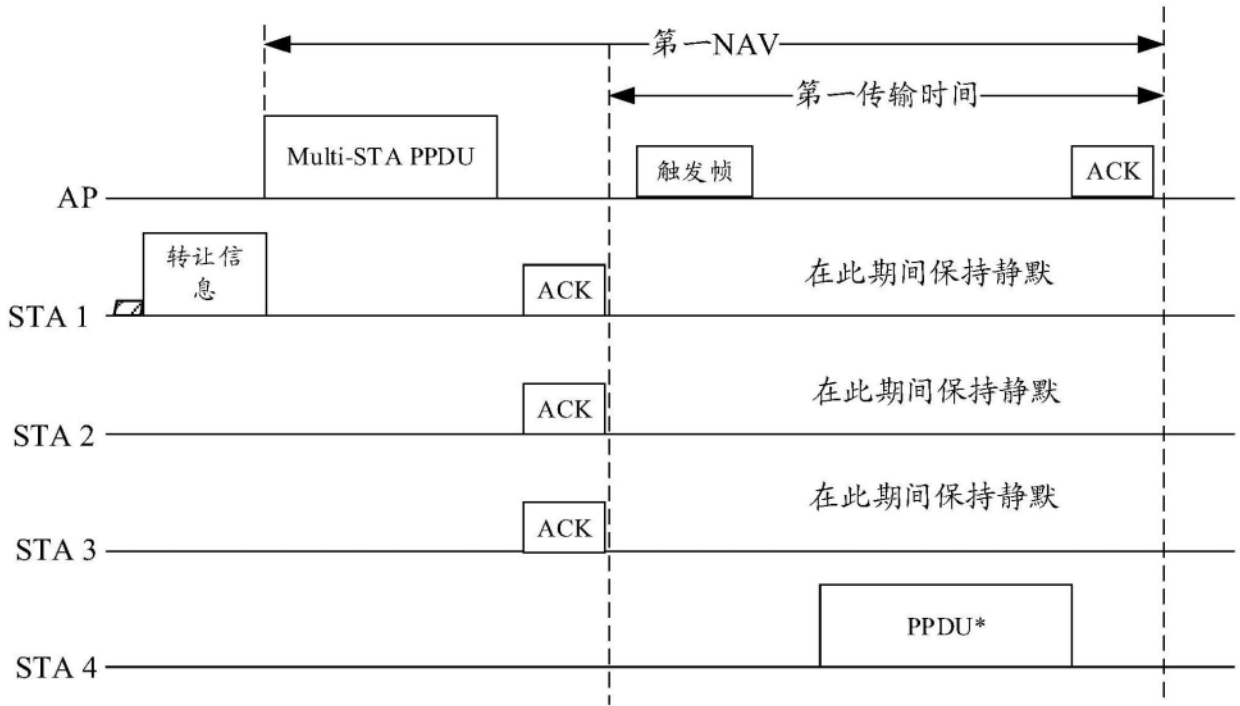 第一NAV
第一传输时间
Multi-STA PPDU
触发帧
ACK
AP
转让信
息
ACK
在此期间保持静默
STA 1
ACK
在此期间保持静默
STA 2
ACK
在此期间保持静默
STA 3
PPDU*
STA 4